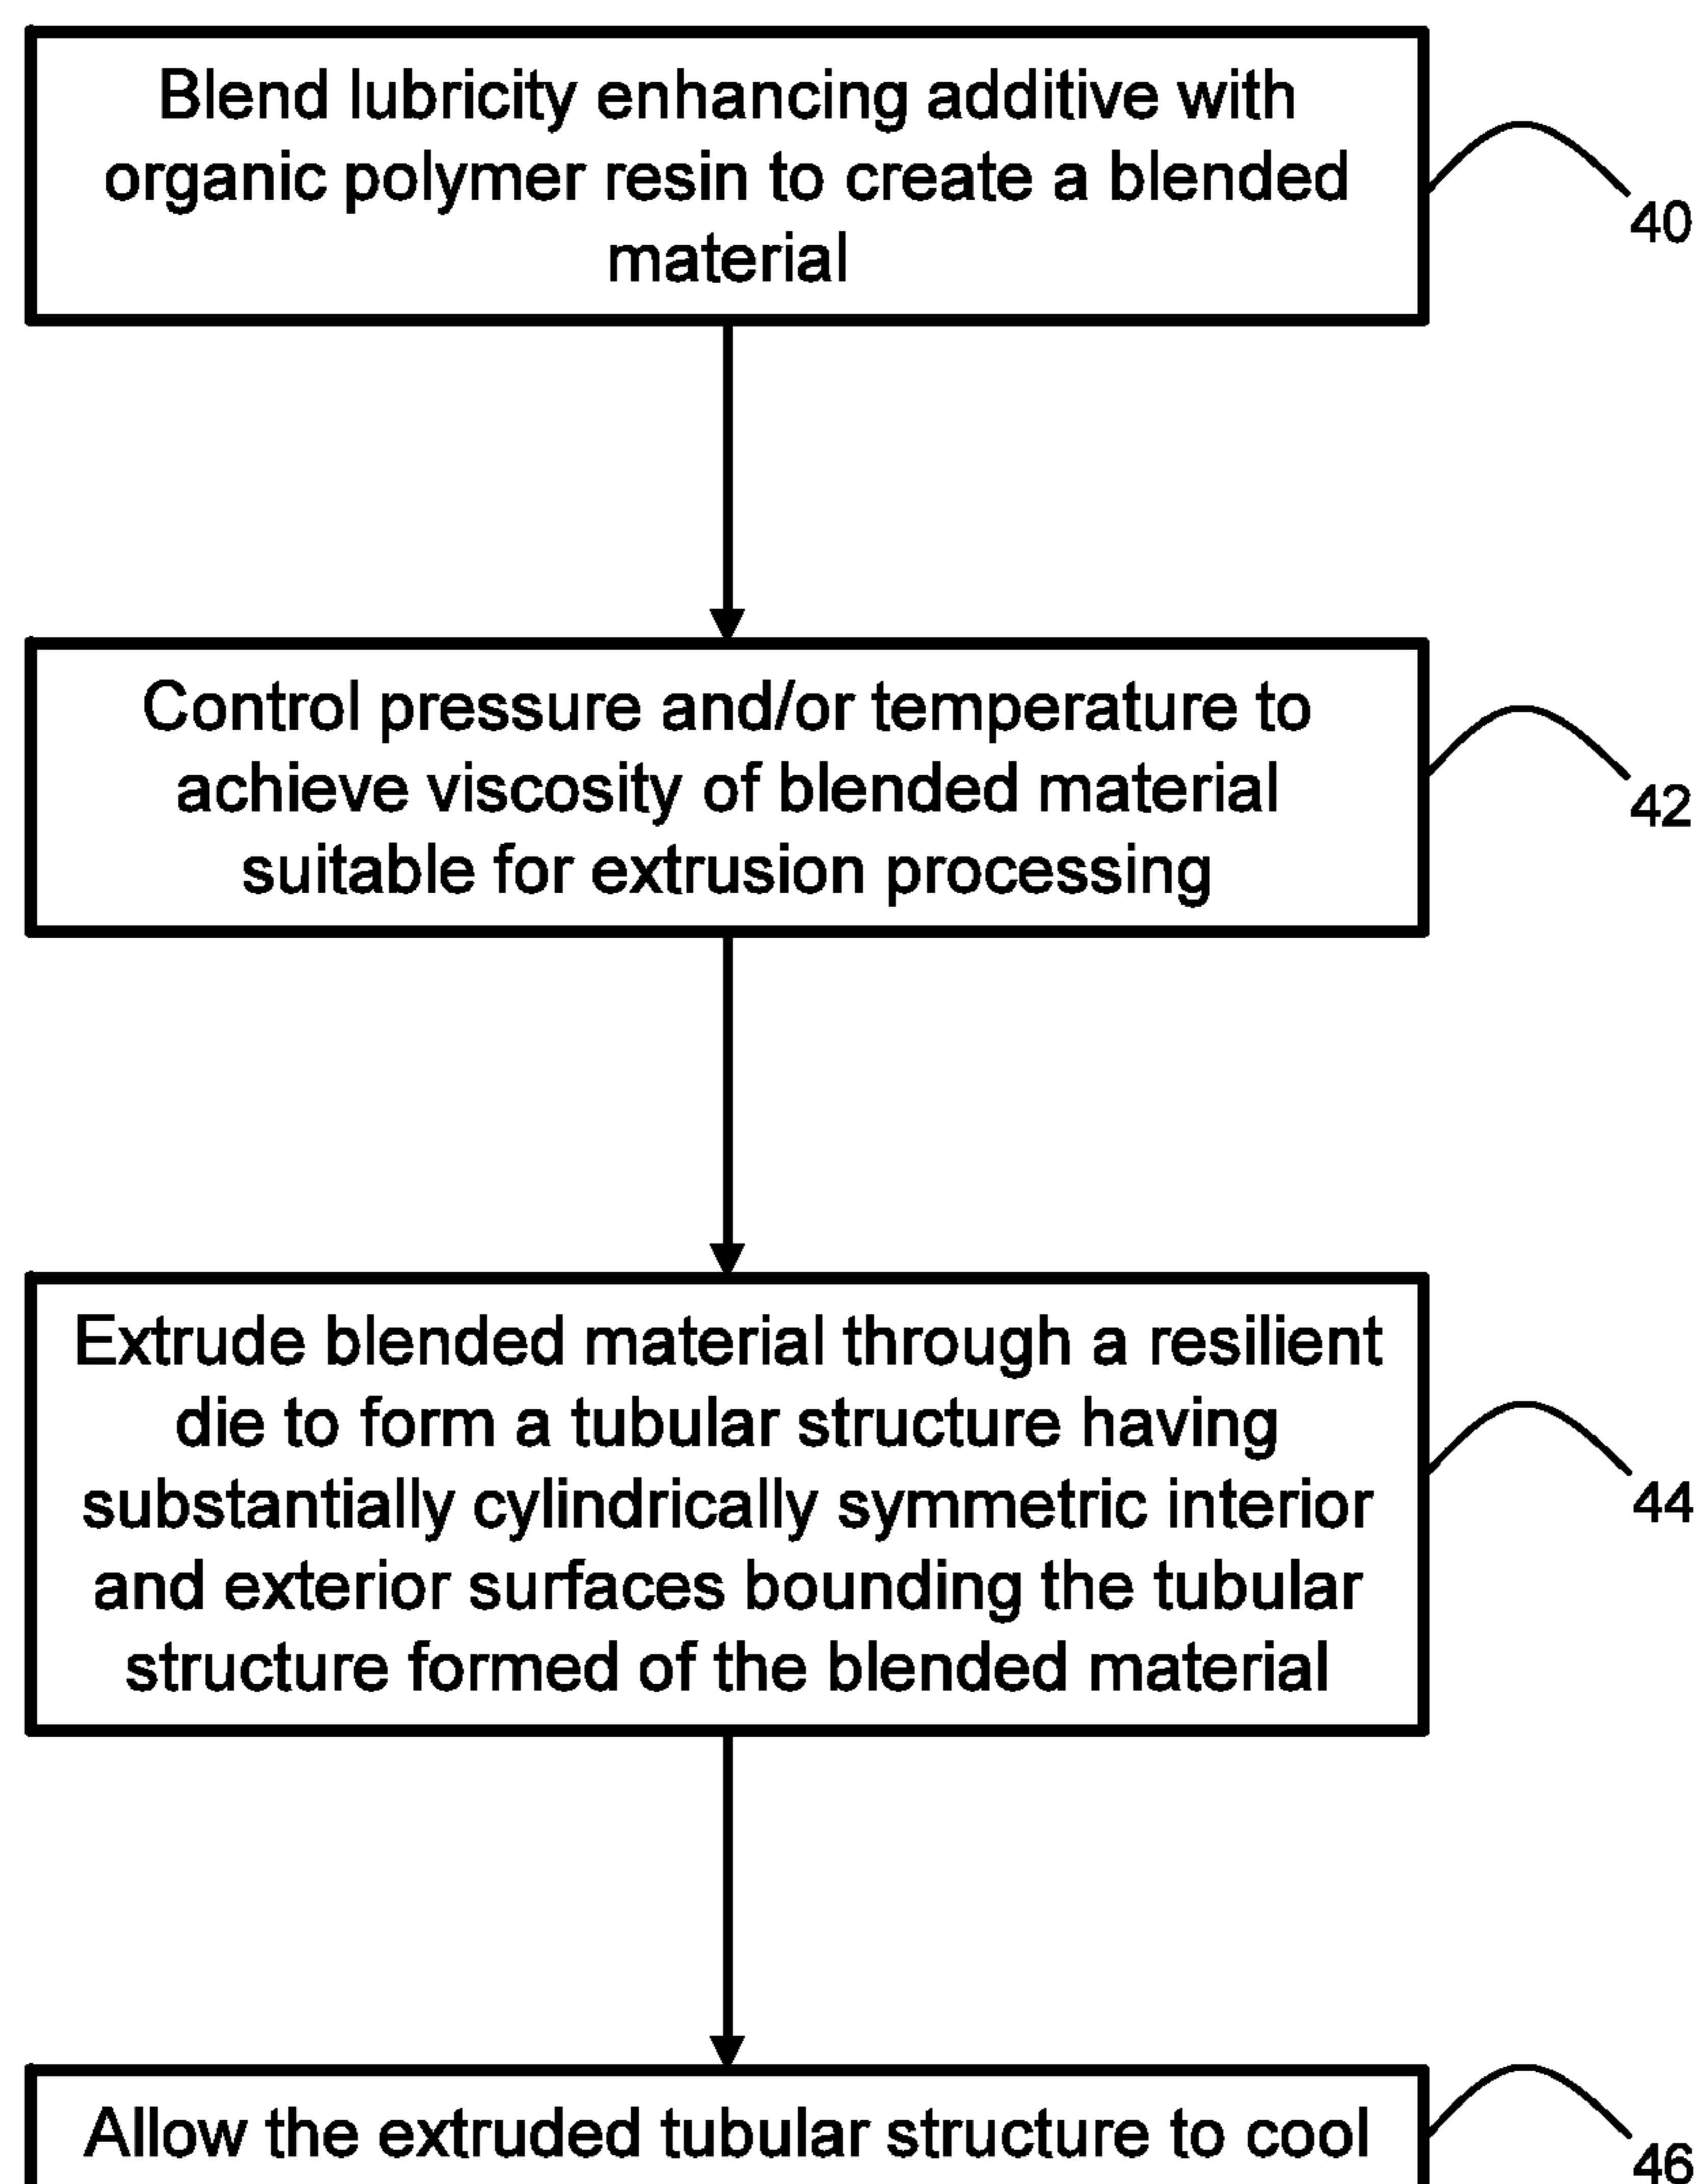 Blend lubricity enhancing additive with
organic polymer resin to create a blended
material
40
Control pressure and/or temperature to
achieve viscosity of blended material
suitable for extrusion processing
42
Extrude blended material through a resilient
die to form a tubular structure having
substantially cylindrically symmetric interior
and exterior surfaces bounding the tubular
structure formed of the blended material
44
Allow the extruded tubular structure to cool
46